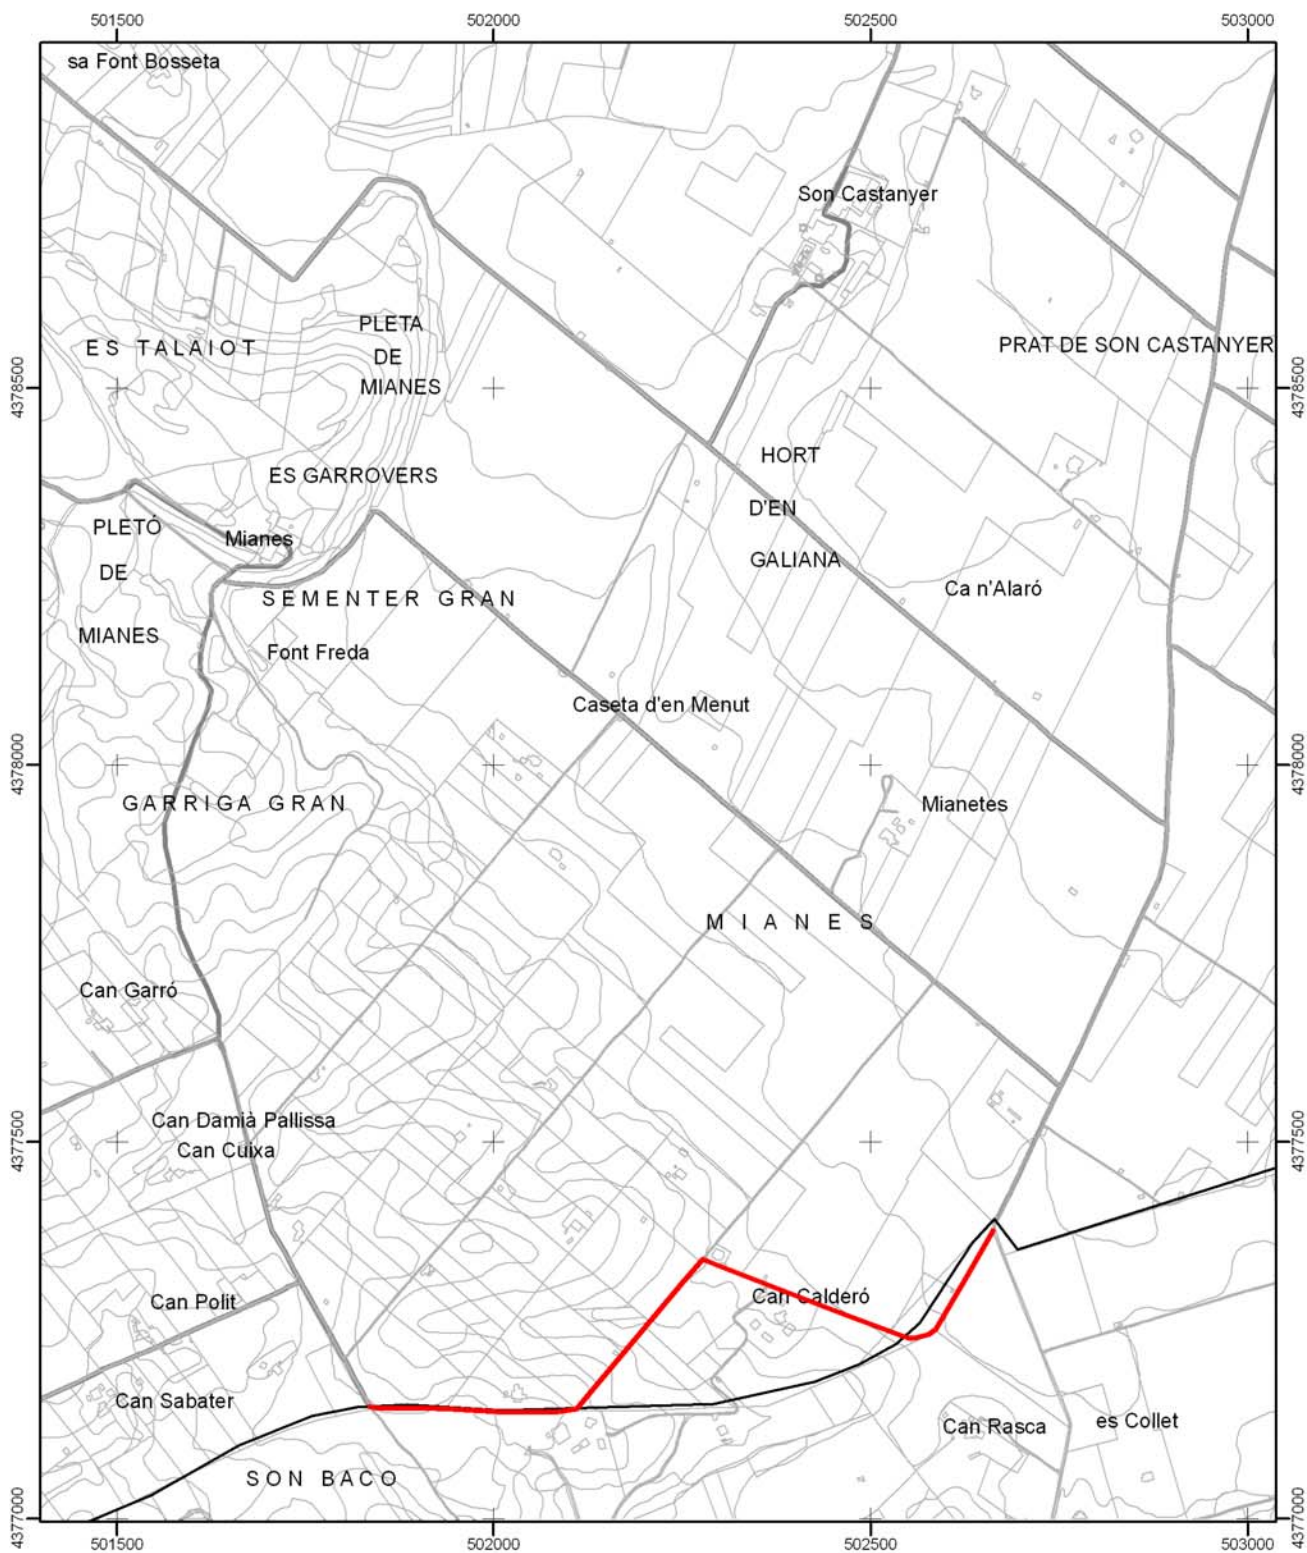 501500 502000 502500 503000
sa Font Bosseta
Son Castanyer
PLETA
DE
MIANES
ES TALAIOT
PRAT DE SON CASTANYER
4378500
4378500
HORT
D'EN
GALIANA
ES GARROVERS
PLETÓ
DE
MIANES
Mianes
SEMENTER GRAN
Ca n'Alaró
Font Freda
Caseta d'en Menut
4378000
4378000
GARRIGA GRAN
Mianetes
MIANES
Can Garró
Can Damià Pallissa
Can Cuixa
4377500
4377500
Can Polit
Can Calderó
Can Sabater
Can Rasca
es Collet
SON BACO
4377000
4377000
501500 502000 502500 503000